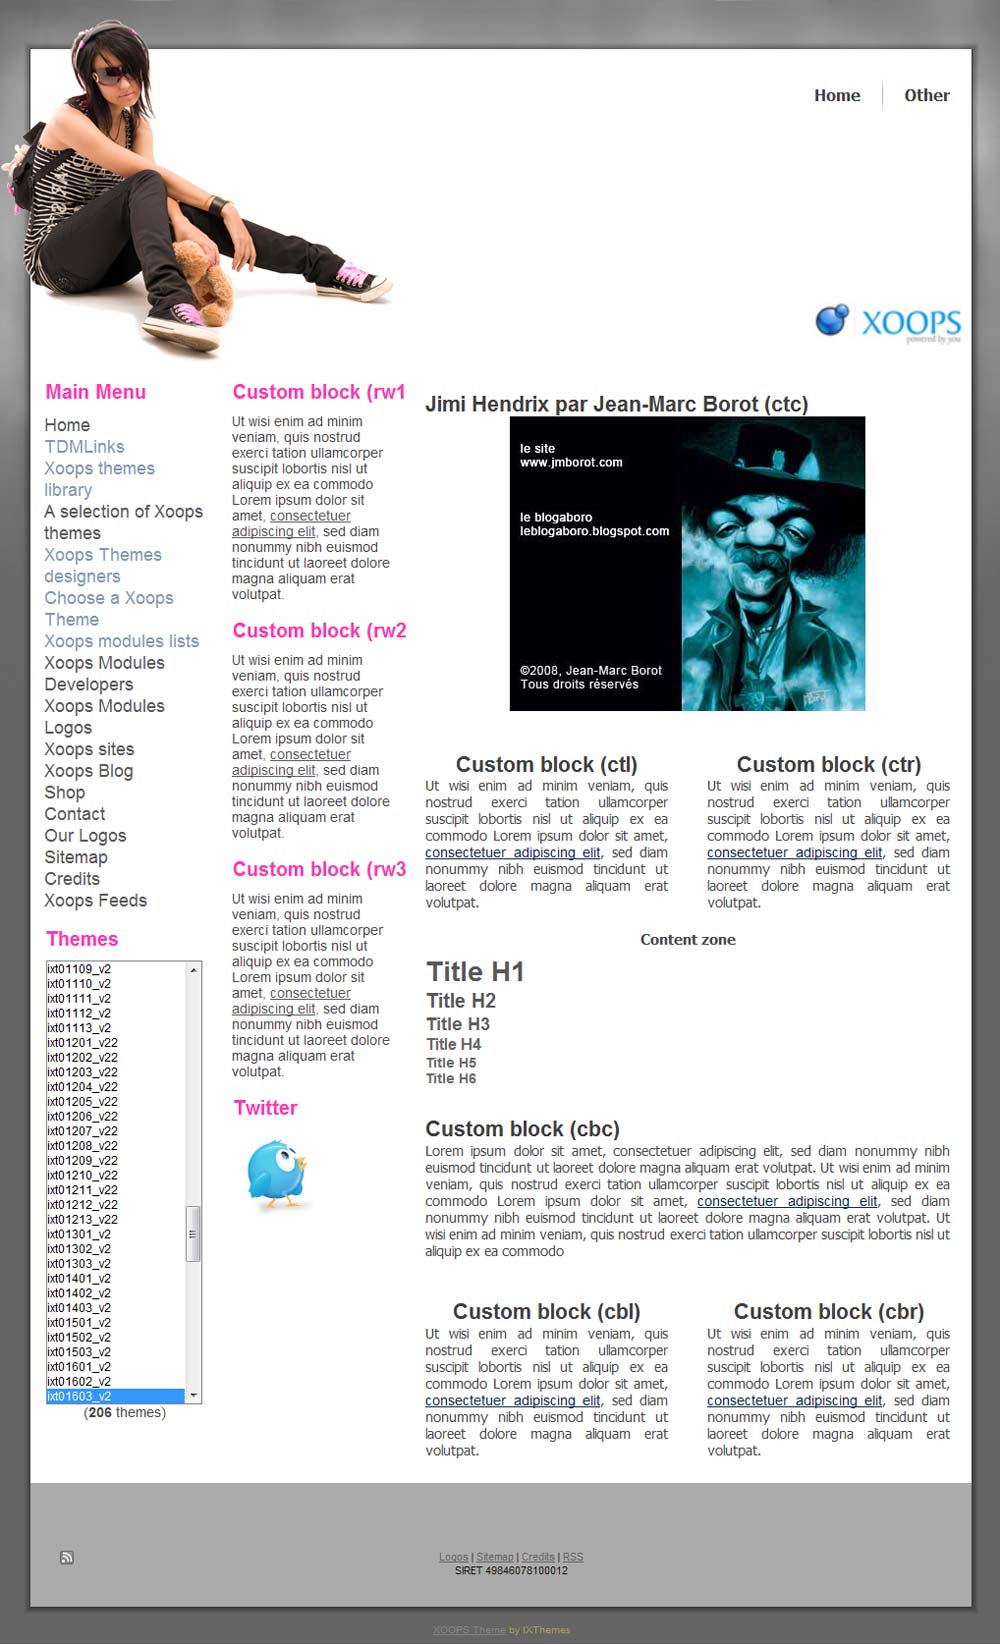 Home
Other
XOOPS
powered by you
Main Menu
Home
TDMLinks
Xoops themes
library
A selection of Xoops
themes
Xoops Themes
designers
Choose a Xoops
Theme
Xoops modules lists
Xoops Modules
Developers
Xoops Modules
Logos
Xoops sites
Xoops Blog
Shop
Contact
Our Logos
Sitemap
Credits
Xoops Feeds
Themes
ixt01109_v2
ixt01110_v2
ixt01111_v2
ixt01112_v2
ixt01113_v2
ixt01201_v22
ixt01202_v22
ixt01203_v22
ixt01204_v22
ixt01205_v22
ixt01206_v22
ixt01207_v22
ixt01208_v22
ixt01209_v22
ixt01210_v22
ixt01211_v22
ixt01212_v22
ixt01213_v22
ixt01301_v2
ixt01302_v2
ixt01303_v2
ixt01401_v2
ixt01402_v2
ixt01403_v2
ixt01501_v2
ixt01502_v2
ixt01503_v2
ixt01601_v2
ixt01602_v2
ixt01603_v2
(206 themes)
Custom block (rw1
Ut wisi enim ad minim
veniam, quis nostrud
exerci tation ullamcorper
suscipit lobortis nisl ut
aliquip ex ea commodo
Lorem ipsum dolor sit
amet, consectetuer
adipiscing elit, sed diam
nonummy nibh euismod
tincidunt ut laoreet dolore
magna aliquam erat
volutpat.
Custom block (rw2
Ut wisi enim ad minim
veniam, quis nostrud
exerci tation ullamcorper
suscipit lobortis nisl ut
aliquip ex ea commodo
Lorem ipsum dolor sit
amet, consectetuer
adipiscing elit, sed diam
nonummy nibh euismod
tincidunt ut laoreet dolore
magna aliquam erat
volutpat.
Custom block (rw3
Ut wisi enim ad minim
veniam, quis nostrud
exerci tation ullamcorper
suscipit lobortis nisl ut
aliquip ex ea commodo
Lorem ipsum dolor sit
amet, consectetuer
adipiscing elit, sed diam
nonummy nibh euismod
tincidunt ut laoreet dolore
magna aliquam erat
volutpat.
Twitter
Jimi Hendrix par Jean-Marc Borot (ctc)
le site
www.jmborot.com
le blogaboro
leblogaboro.blogspot.com
©2008, Jean-Marc Borot
Tous droits réservés
Custom block (ctl)
Ut wisi enim ad minim veniam, quis
nostrud exerci tation ullamcorper
suscipit lobortis nisl ut aliquip ex ea
commodo Lorem ipsum dolor sit amet,
consectetuer adipiscing elit, sed diam
nonummy nibh euismod tincidunt ut
laoreet dolore magna aliquam erat
volutpat.
Custom block (ctr)
Ut wisi enim ad minim veniam, quis
nostrud exerci tation ullamcorper
suscipit lobortis nisl ut aliquip ex ea
commodo Lorem ipsum dolor sit amet,
consectetuer adipiscing elit, sed diam
nonummy nibh euismod tincidunt ut
laoreet dolore magna aliquam erat
volutpat.
Content zone
Title H1
Title H2
Title H3
Title H4
Title H5
Title H6
Custom block (cbc)
Lorem ipsum dolor sit amet, consectetuer adipiscing elit, sed diam nonummy nibh
euismod tincidunt ut laoreet dolore magna aliquam erat volutpat. Ut wisi enim ad minim
veniam, quis nostrud exerci tation ullamcorper suscipit lobortis nisl ut aliquip ex ea
commodo Lorem ipsum dolor sit amet, consectetuer adipiscing elit, sed diam
nonummy nibh euismod tincidunt ut laoreet dolore magna aliquam erat volutpat. Ut
wisi enim ad minim veniam, quis nostrud exerci tation ullamcorper suscipit lobortis nisl ut
aliquip ex ea commodo
Custom block (cbl)
Ut wisi enim ad minim veniam, quis
nostrud exerci tation ullamcorper
suscipit lobortis nisl ut aliquip ex ea
commodo Lorem ipsum dolor sit amet,
consectetuer adipiscing elit, sed diam
nonummy nibh euismod tincidunt ut
laoreet dolore magna aliquam erat
volutpat.
Custom block (cbr)
Ut wisi enim ad minim veniam, quis
nostrud exerci tation ullamcorper
suscipit lobortis nisl ut aliquip ex ea
commodo Lorem ipsum dolor sit amet,
consectetuer adipiscing elit, sed diam
nonummy nibh euismod tincidunt ut
laoreet dolore magna aliquam erat
volutpat.
Logos | Sitemap | Credits | RSS
SIRET 49846078100012
XOOPS Theme by IXThemes